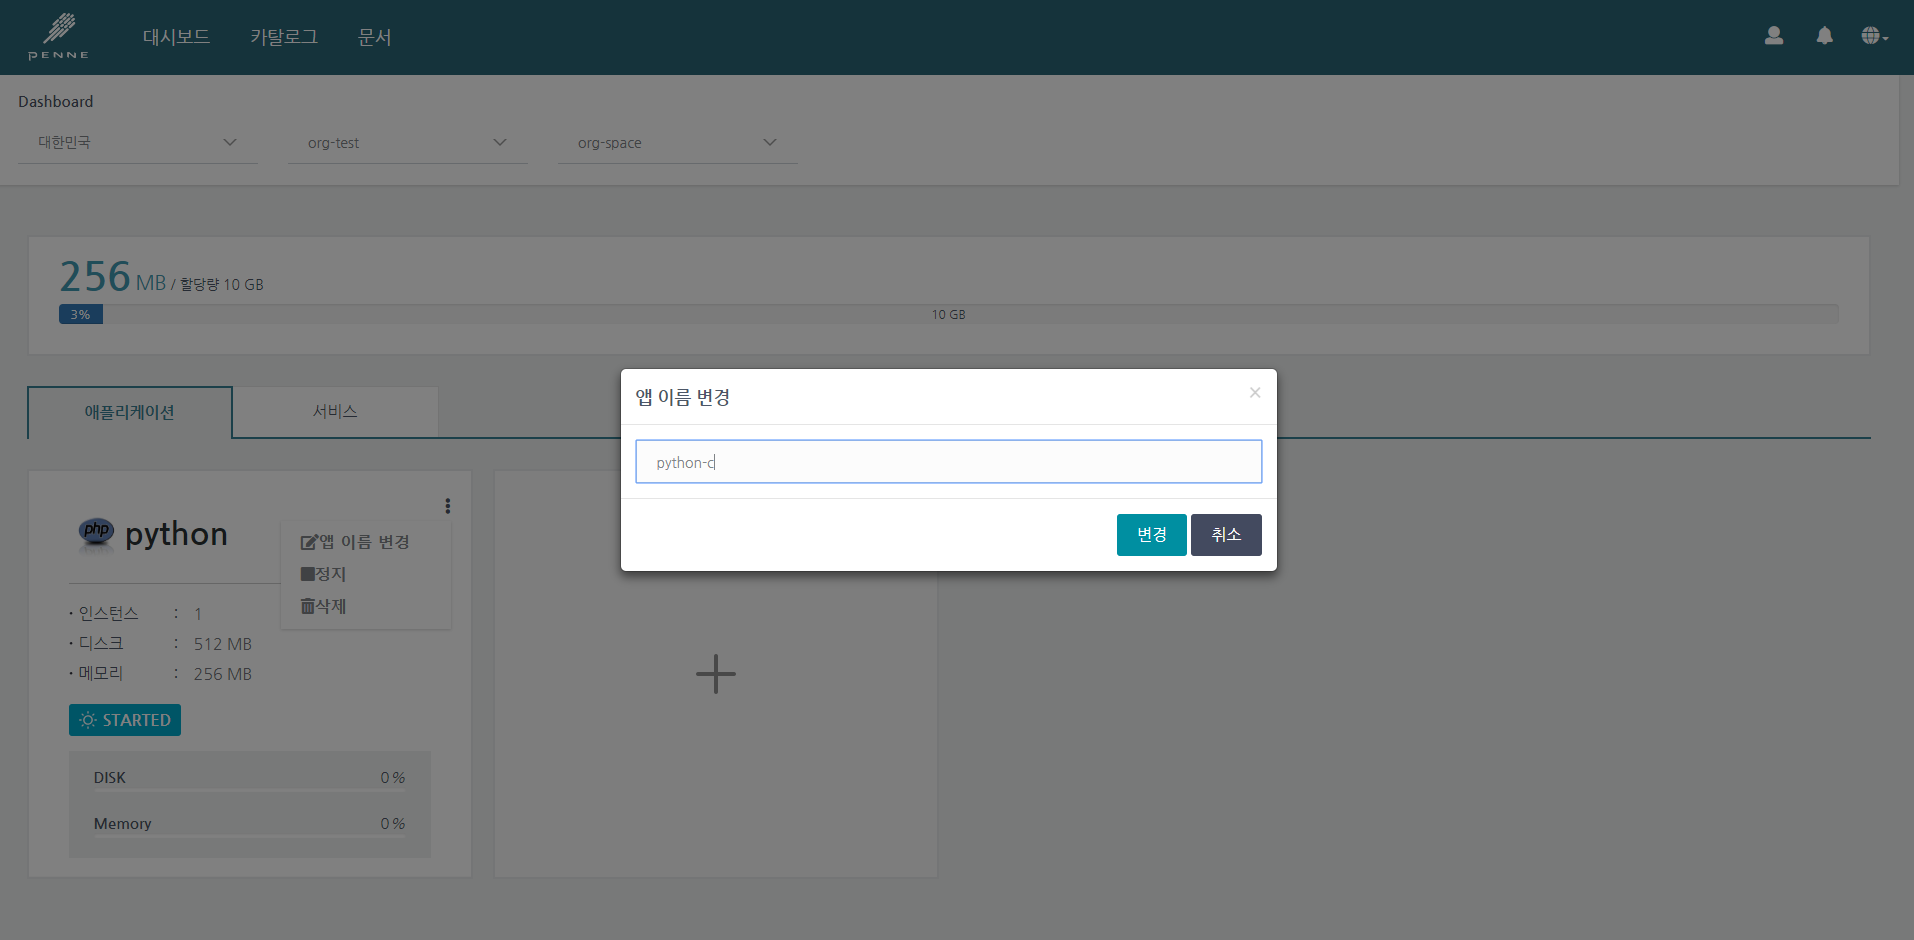 PENNE
대시보드 카탈로그 문서
Dashboard
대한민국 org-test org-space
256 MB / 할당량 10 GB
3% 10 GB
애플리케이션 서비스
앱 이름 변경 ×
python-c
변경 취소
php python
앱 이름 변경
정지
삭제
· 인스턴스 : 1
· 디스크 : 512 MB
· 메모리 : 256 MB
STARTED
DISK 0 %
Memory 0 %